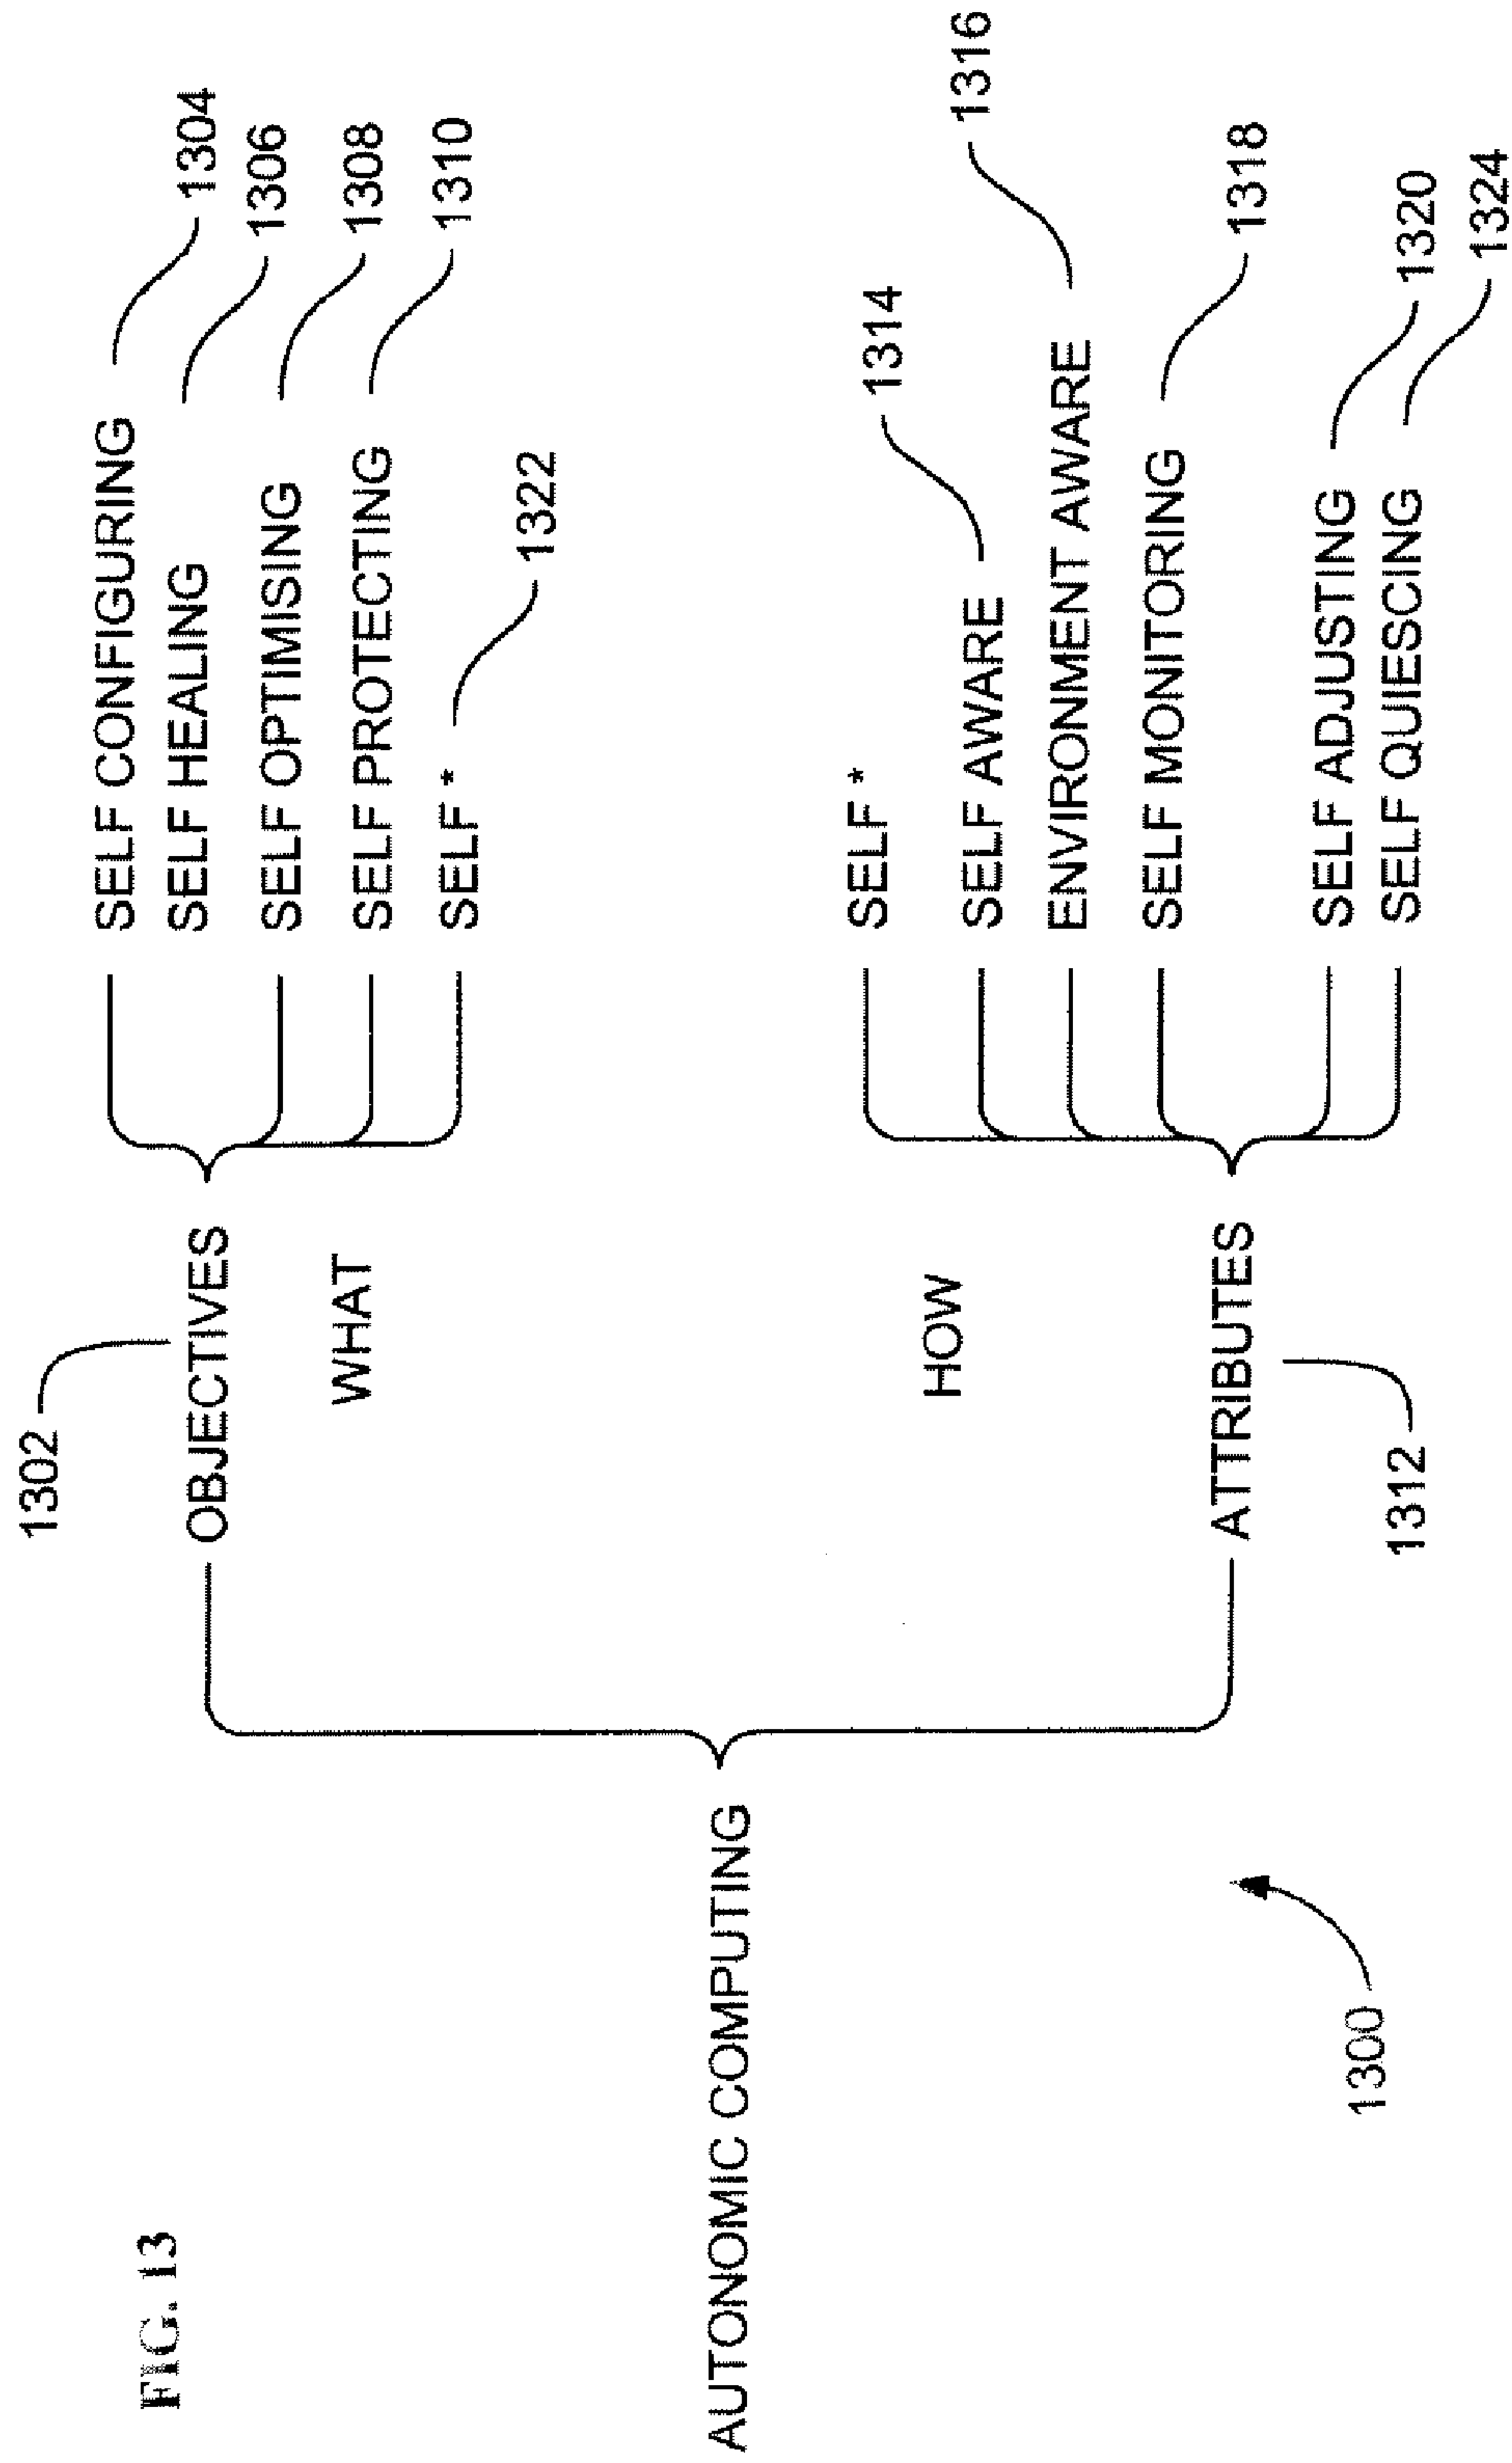 FIG. 13
AUTONOMIC COMPUTING
1300
1302
OBJECTIVES
WHAT
SELF CONFIGURING
1304
SELF HEALING
1306
SELF OPTIMISING
1308
SELF PROTECTING
1310
SELF *
1322
HOW
ATTRIBUTES
1312
SELF *
SELF AWARE
1314
ENVIRONMENT AWARE
1316
SELF MONITORING
1318
SELF ADJUSTING
1320
SELF QUIESCING
1324